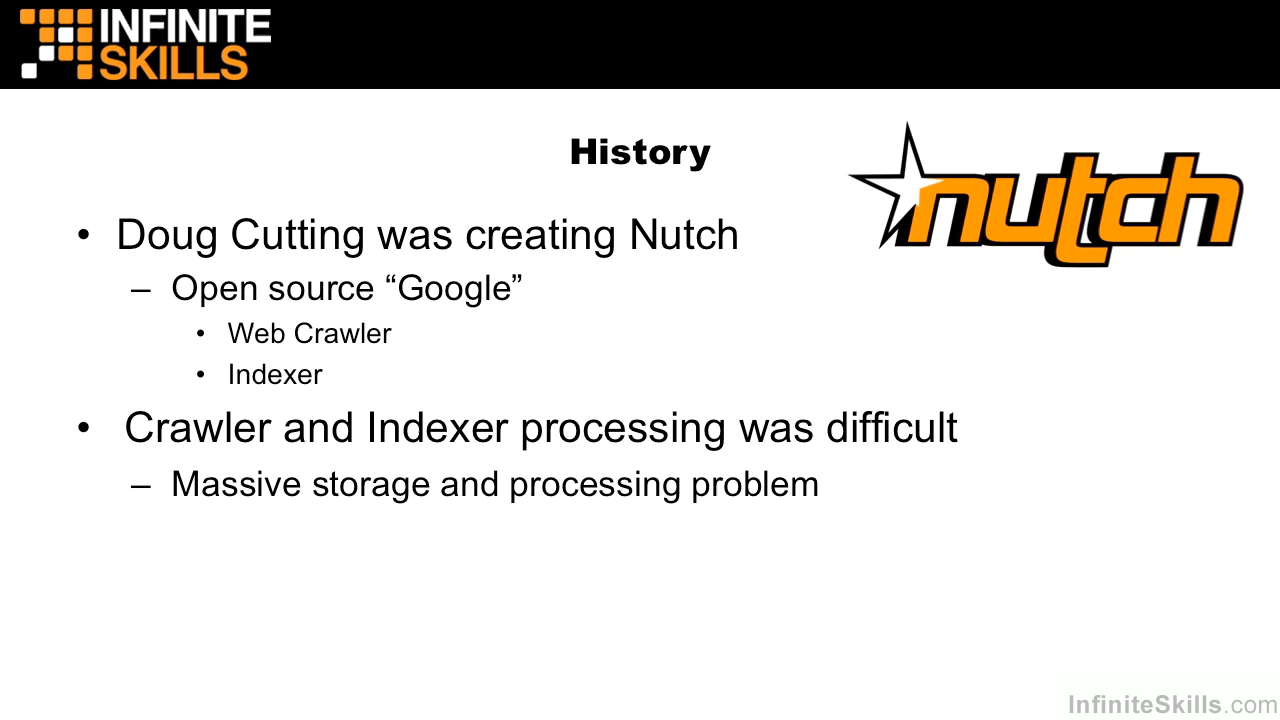 INFINITE
SKILLS
History
nutch
• Doug Cutting was creating Nutch
– Open source “Google”
• Web Crawler
• Indexer
• Crawler and Indexer processing was difficult
– Massive storage and processing problem
InfiniteSkills.com